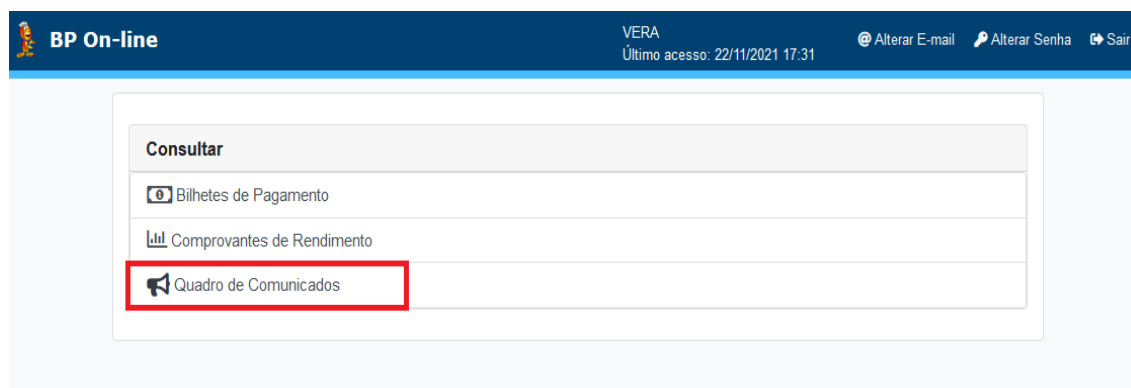 BP On-line
VERA
Último acesso: 22/11/2021 17:31
@ Alterar E-mail
Alterar Senha
Sair
Consultar
Bilhetes de Pagamento
Comprovantes de Rendimento
Quadro de Comunicados